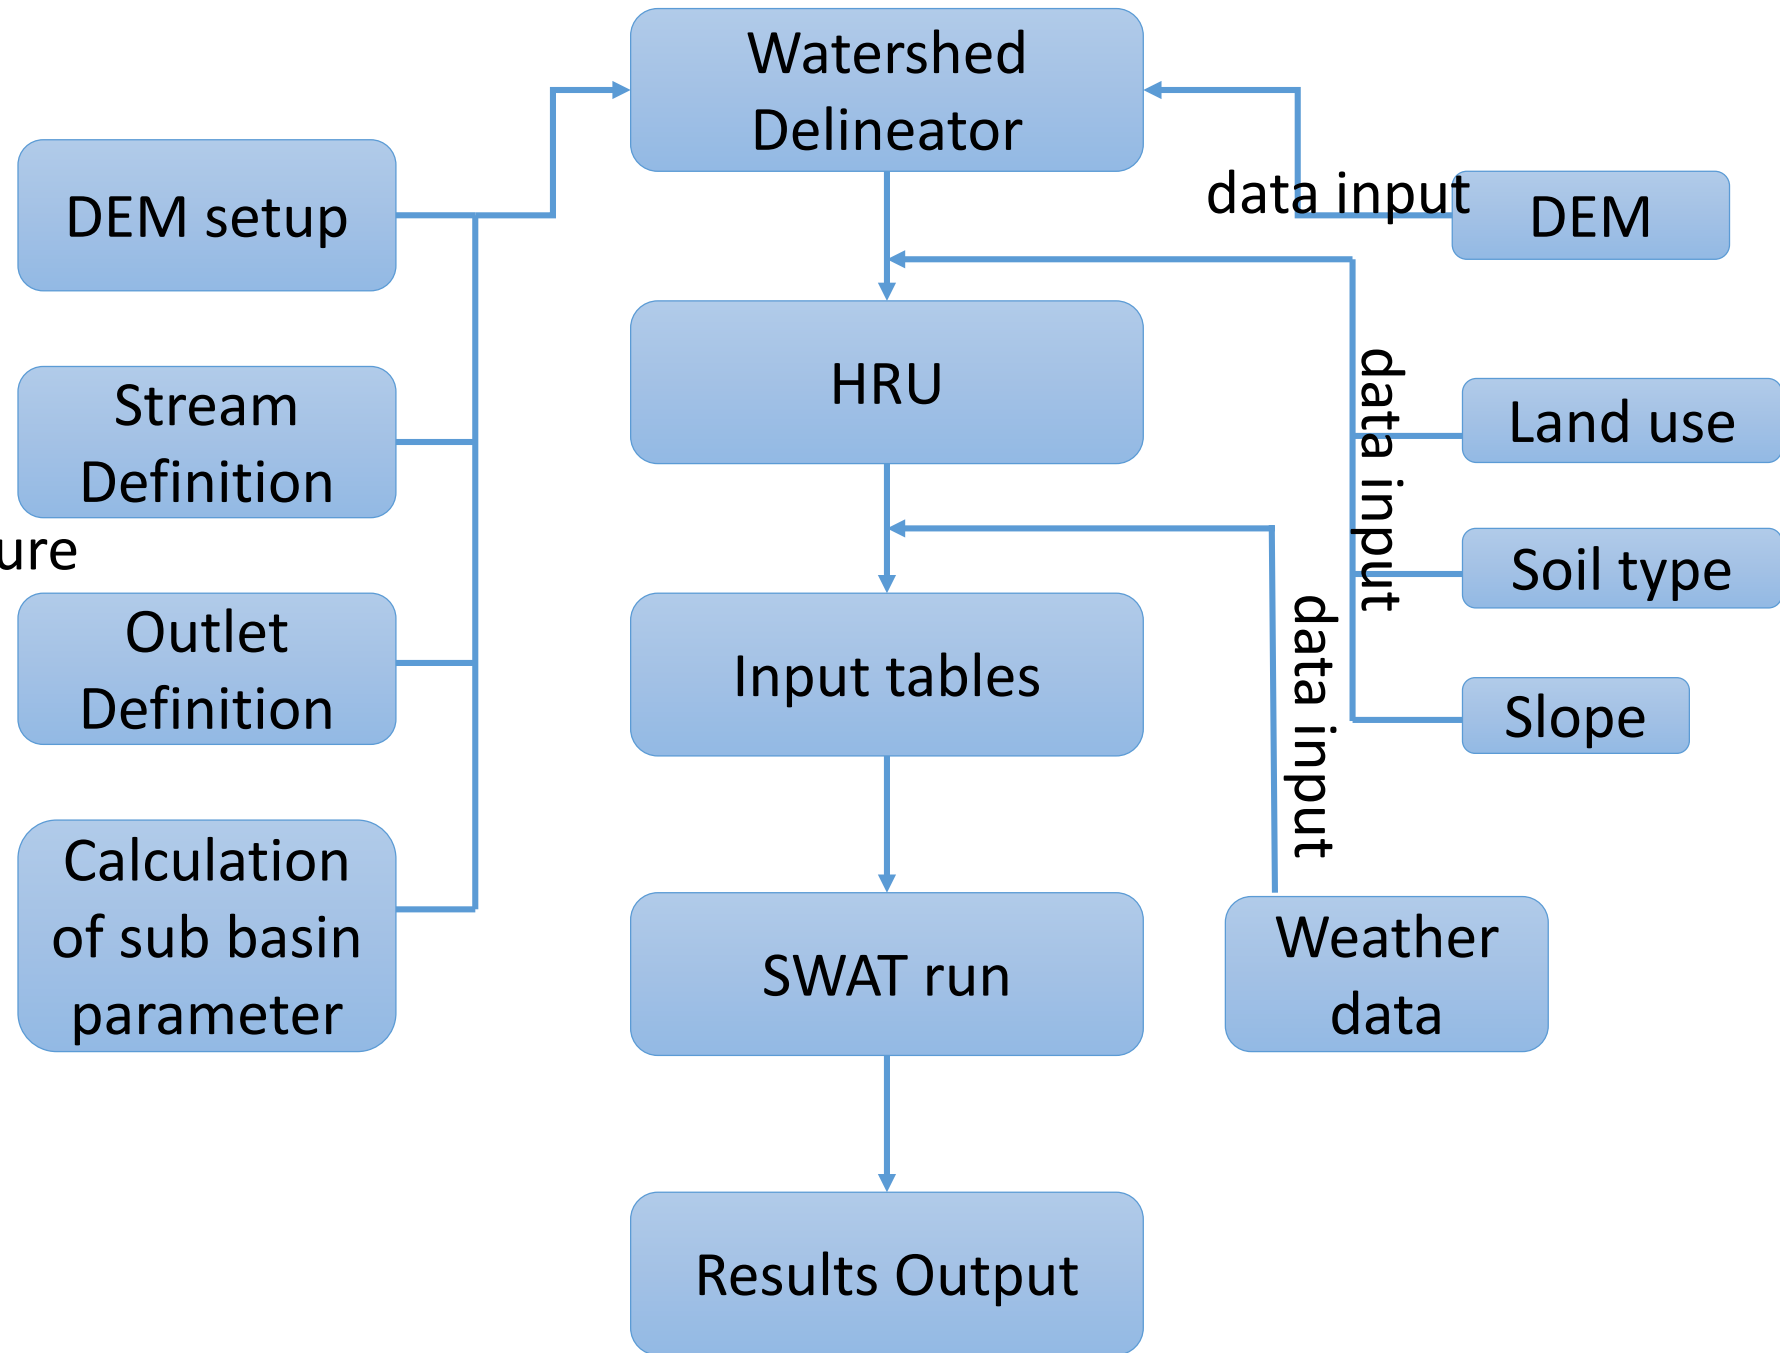 Watershed
Delineator
DEM setup
data input
DEM
HRU
Stream
Definition
data input
Land use
Soil type
Outlet
Definition
Input tables
data input
Slope
Calculation
of sub basin
parameter
SWAT run
Weather
data
Results Output